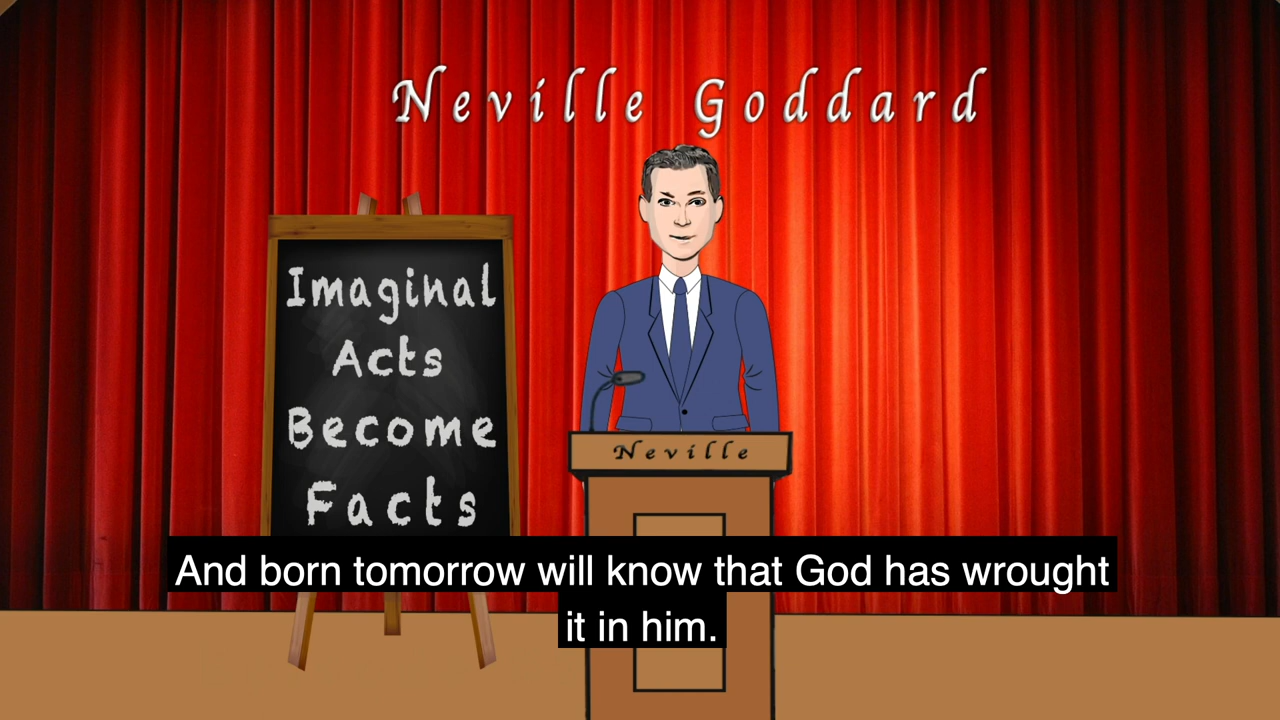 Neville Goddard
Imaginal
Acts
Become
Facts
Neville
And born tomorrow will know that God has wrought
it in him.